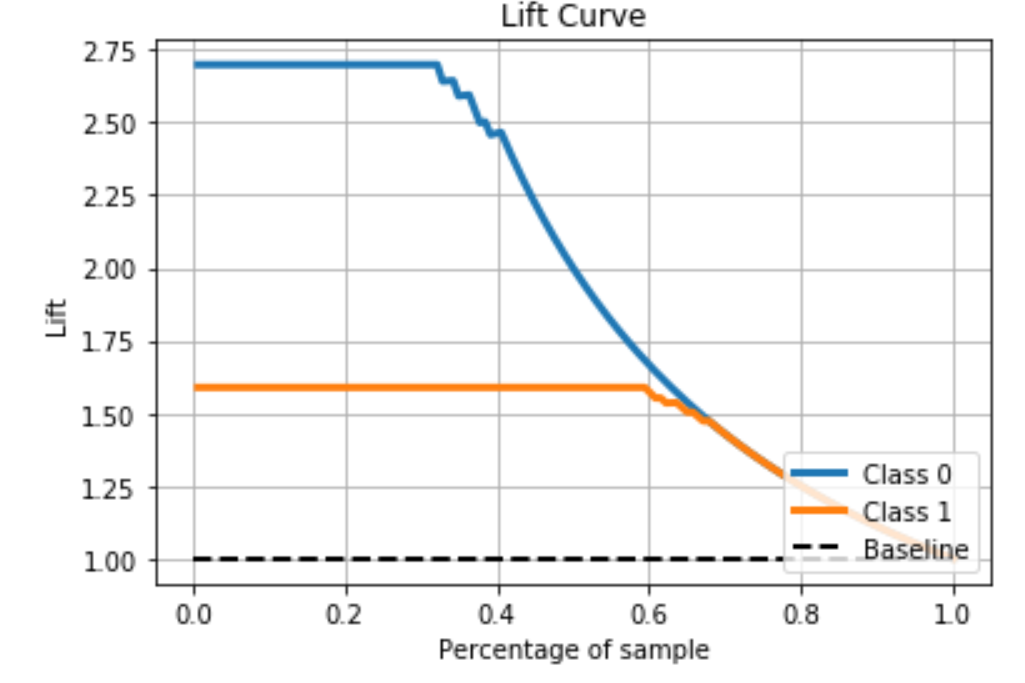 Lift Curve
2.75
2.50
2.25
2.00
1.75
1.50
1.25
1.00
Lift
0.0 0.2 0.4 0.6 0.8 1.0
Percentage of sample
Class 0
Class 1
Baseline